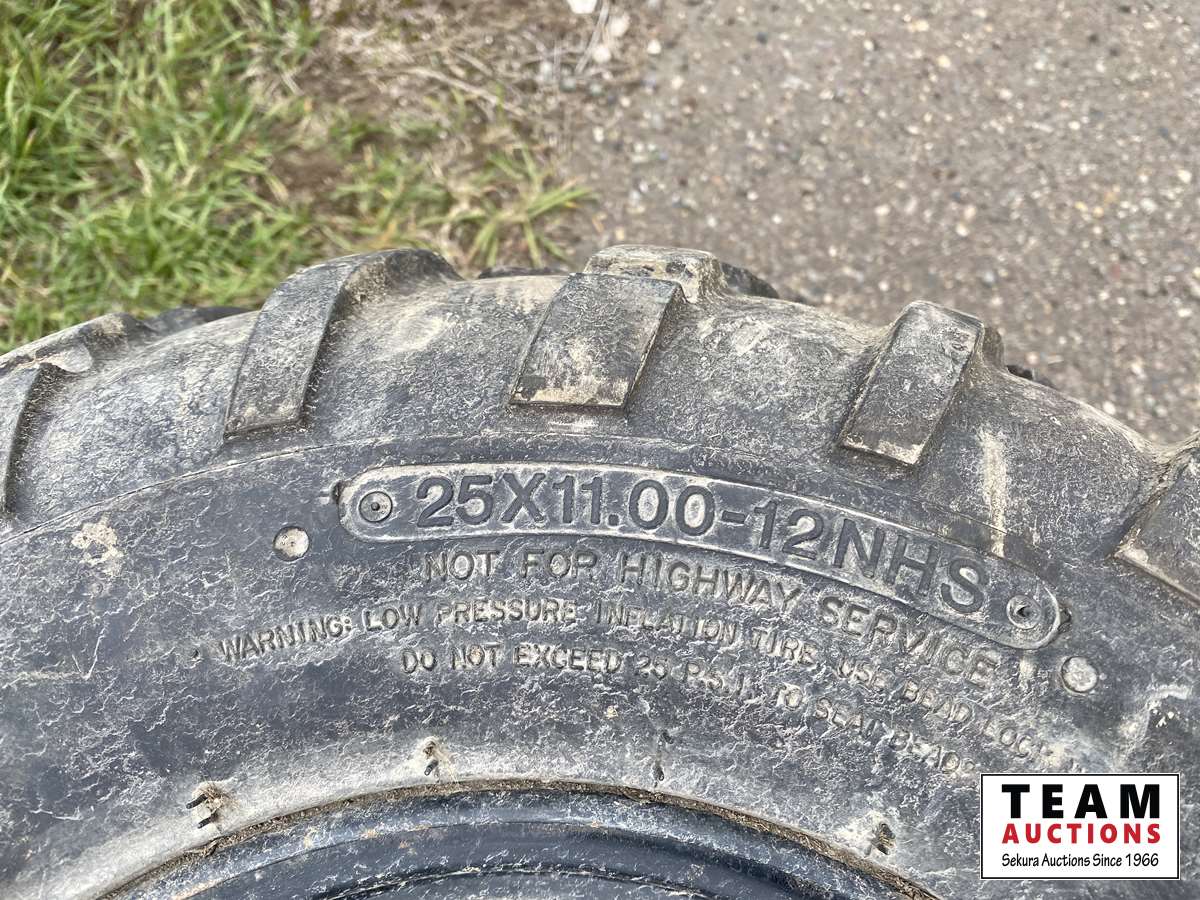 25X11.00-12NHS
NOT FOR HIGHWAY SERVICE
WARNING: LOW PRESSURE INFLATION TIRE USE BEAD LOCK
DO NOT EXCEED 25 P.S.I. TO SEAT BEADS
TEAM
AUCTIONS
Sekura Auctions Since 1966